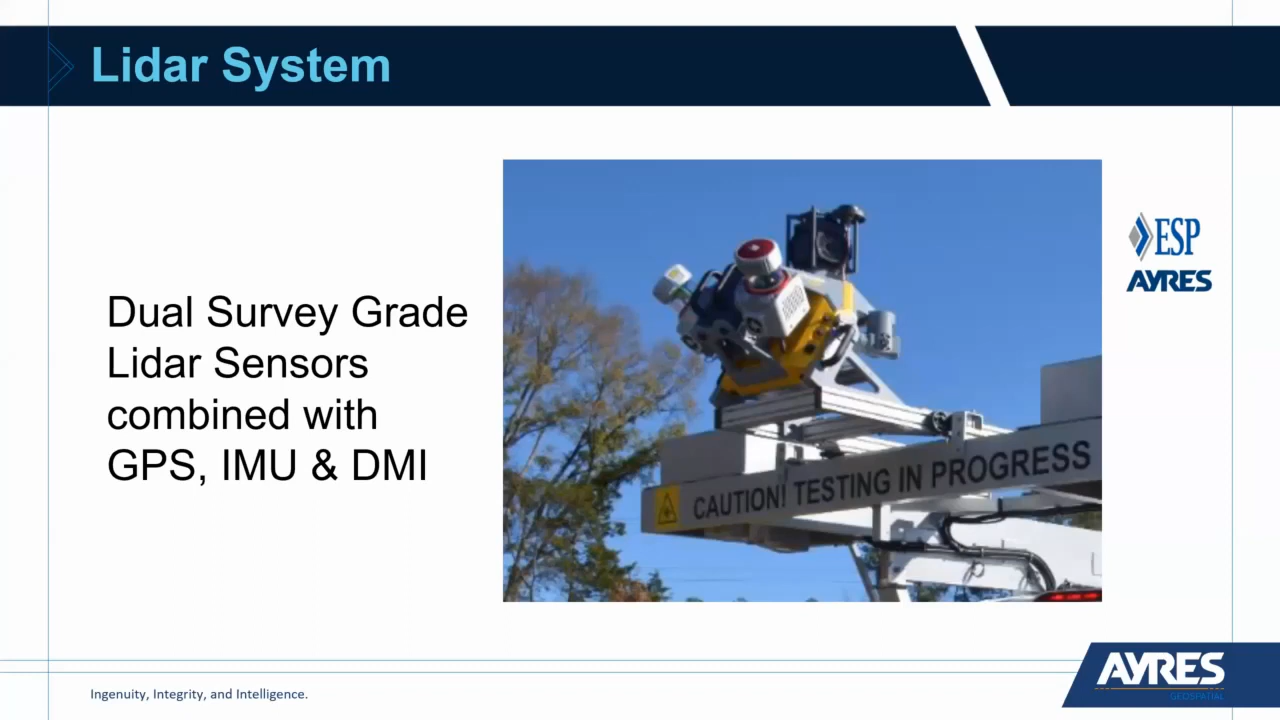 Lidar System
Dual Survey Grade
Lidar Sensors
combined with
GPS, IMU & DMI
CAUTION! TESTING IN PROGRESS
ESP
AYRES
Ingenuity, Integrity, and Intelligence.
AYRES
GEOSPATIAL